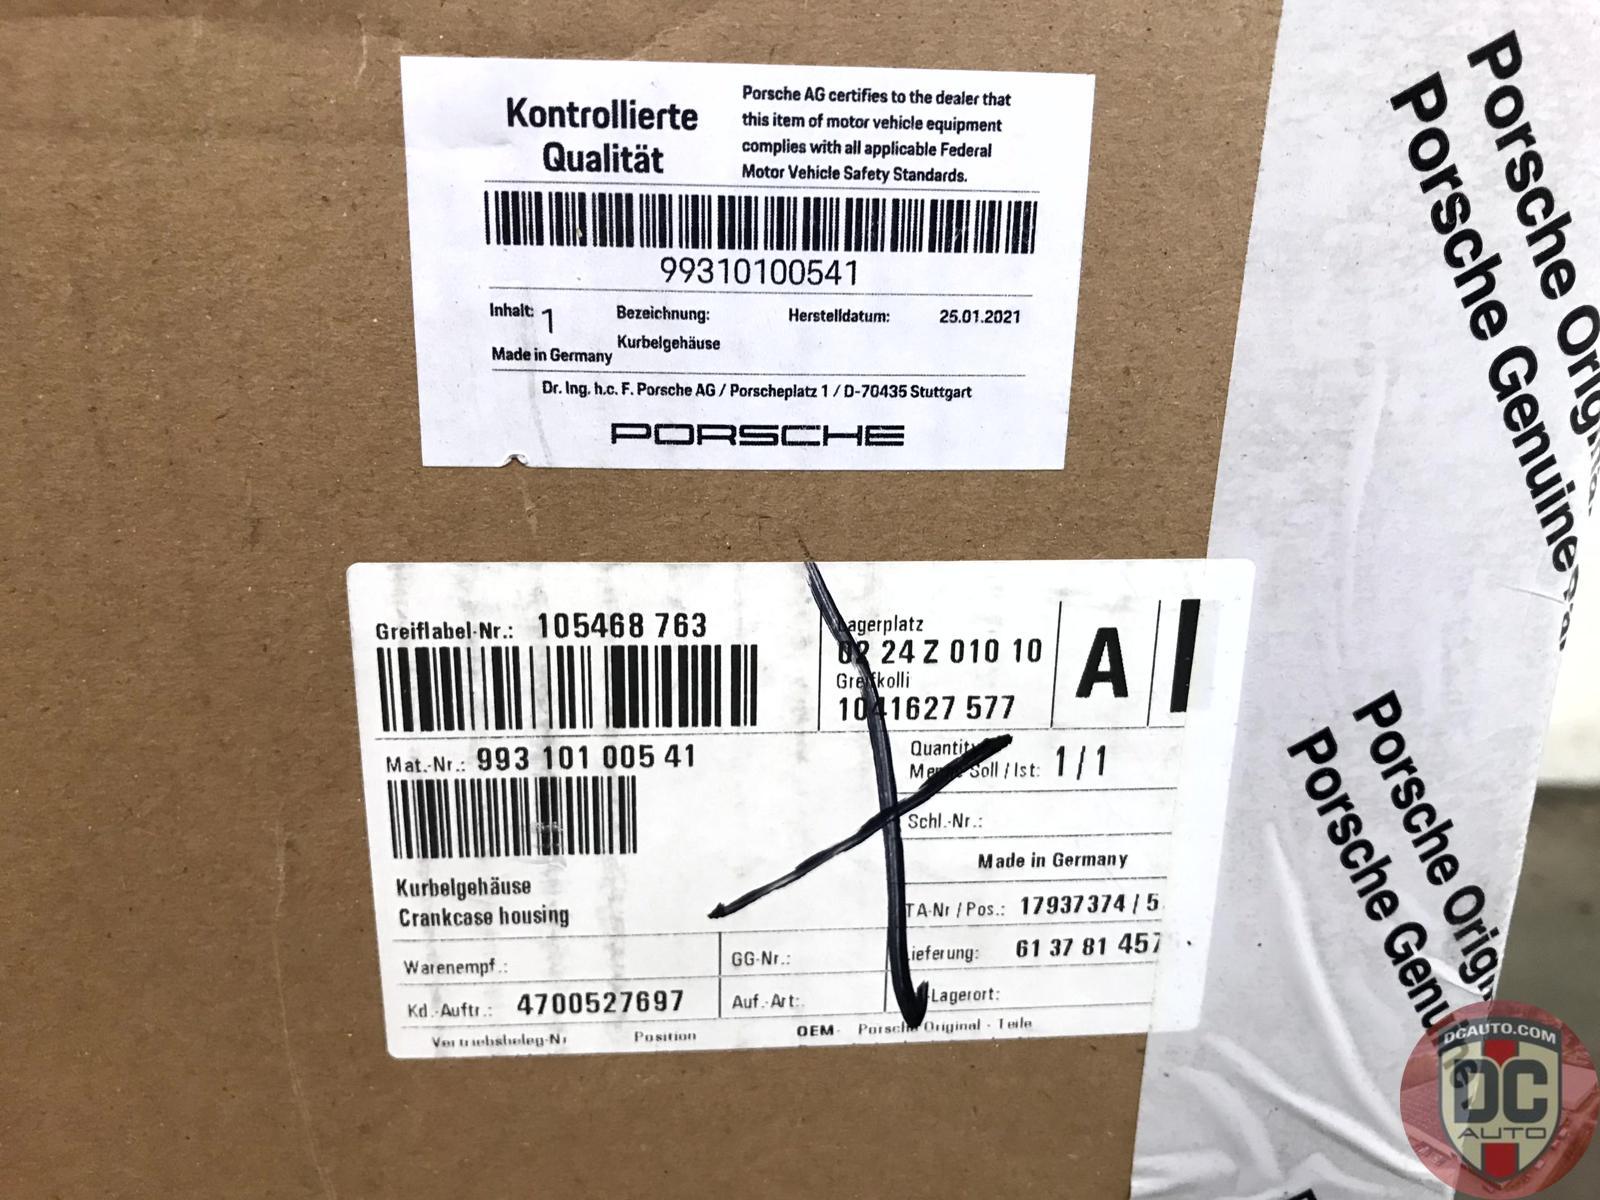 Kontrollierte
Qualität
Porsche AG certifies to the dealer that
this item of motor vehicle equipment
complies with all applicable Federal
Motor Vehicle Safety Standards.
99310100541
Inhalt: 1
Made in Germany
Bezeichnung:
Kurbelgehäuse
Herstelldatum: 25.01.2021
Dr. Ing. h.c. F. Porsche AG / Porscheplatz 1 / D-70435 Stuttgart
PORSCHE
Greiflabel-Nr.: 105468 763
Lagerplatz
02 24 Z 010 10
Greifkolli
1041627 577
A
Mat.-Nr.: 993 101 005 41
Quantity
Menge Soll / Ist: 1 / 1
Schl.-Nr.:
Made in Germany
Kurbelgehäuse
Crankcase housing
TA-Nr / Pos.: 17937374 / 5
Warenempf.:
GG-Nr.:
Lieferung: 61 37 81 457
Kd.-Auftr.: 4700527697
Auf.-Art:
Lagerort:
Vertriebsbeleg-Nr
Position
OEM- Porsche Original - Teile
Porsche Original
Porsche Genuine
Porsche Orig
Porsche Genu
DCAUTO.COM
DC
AUTO